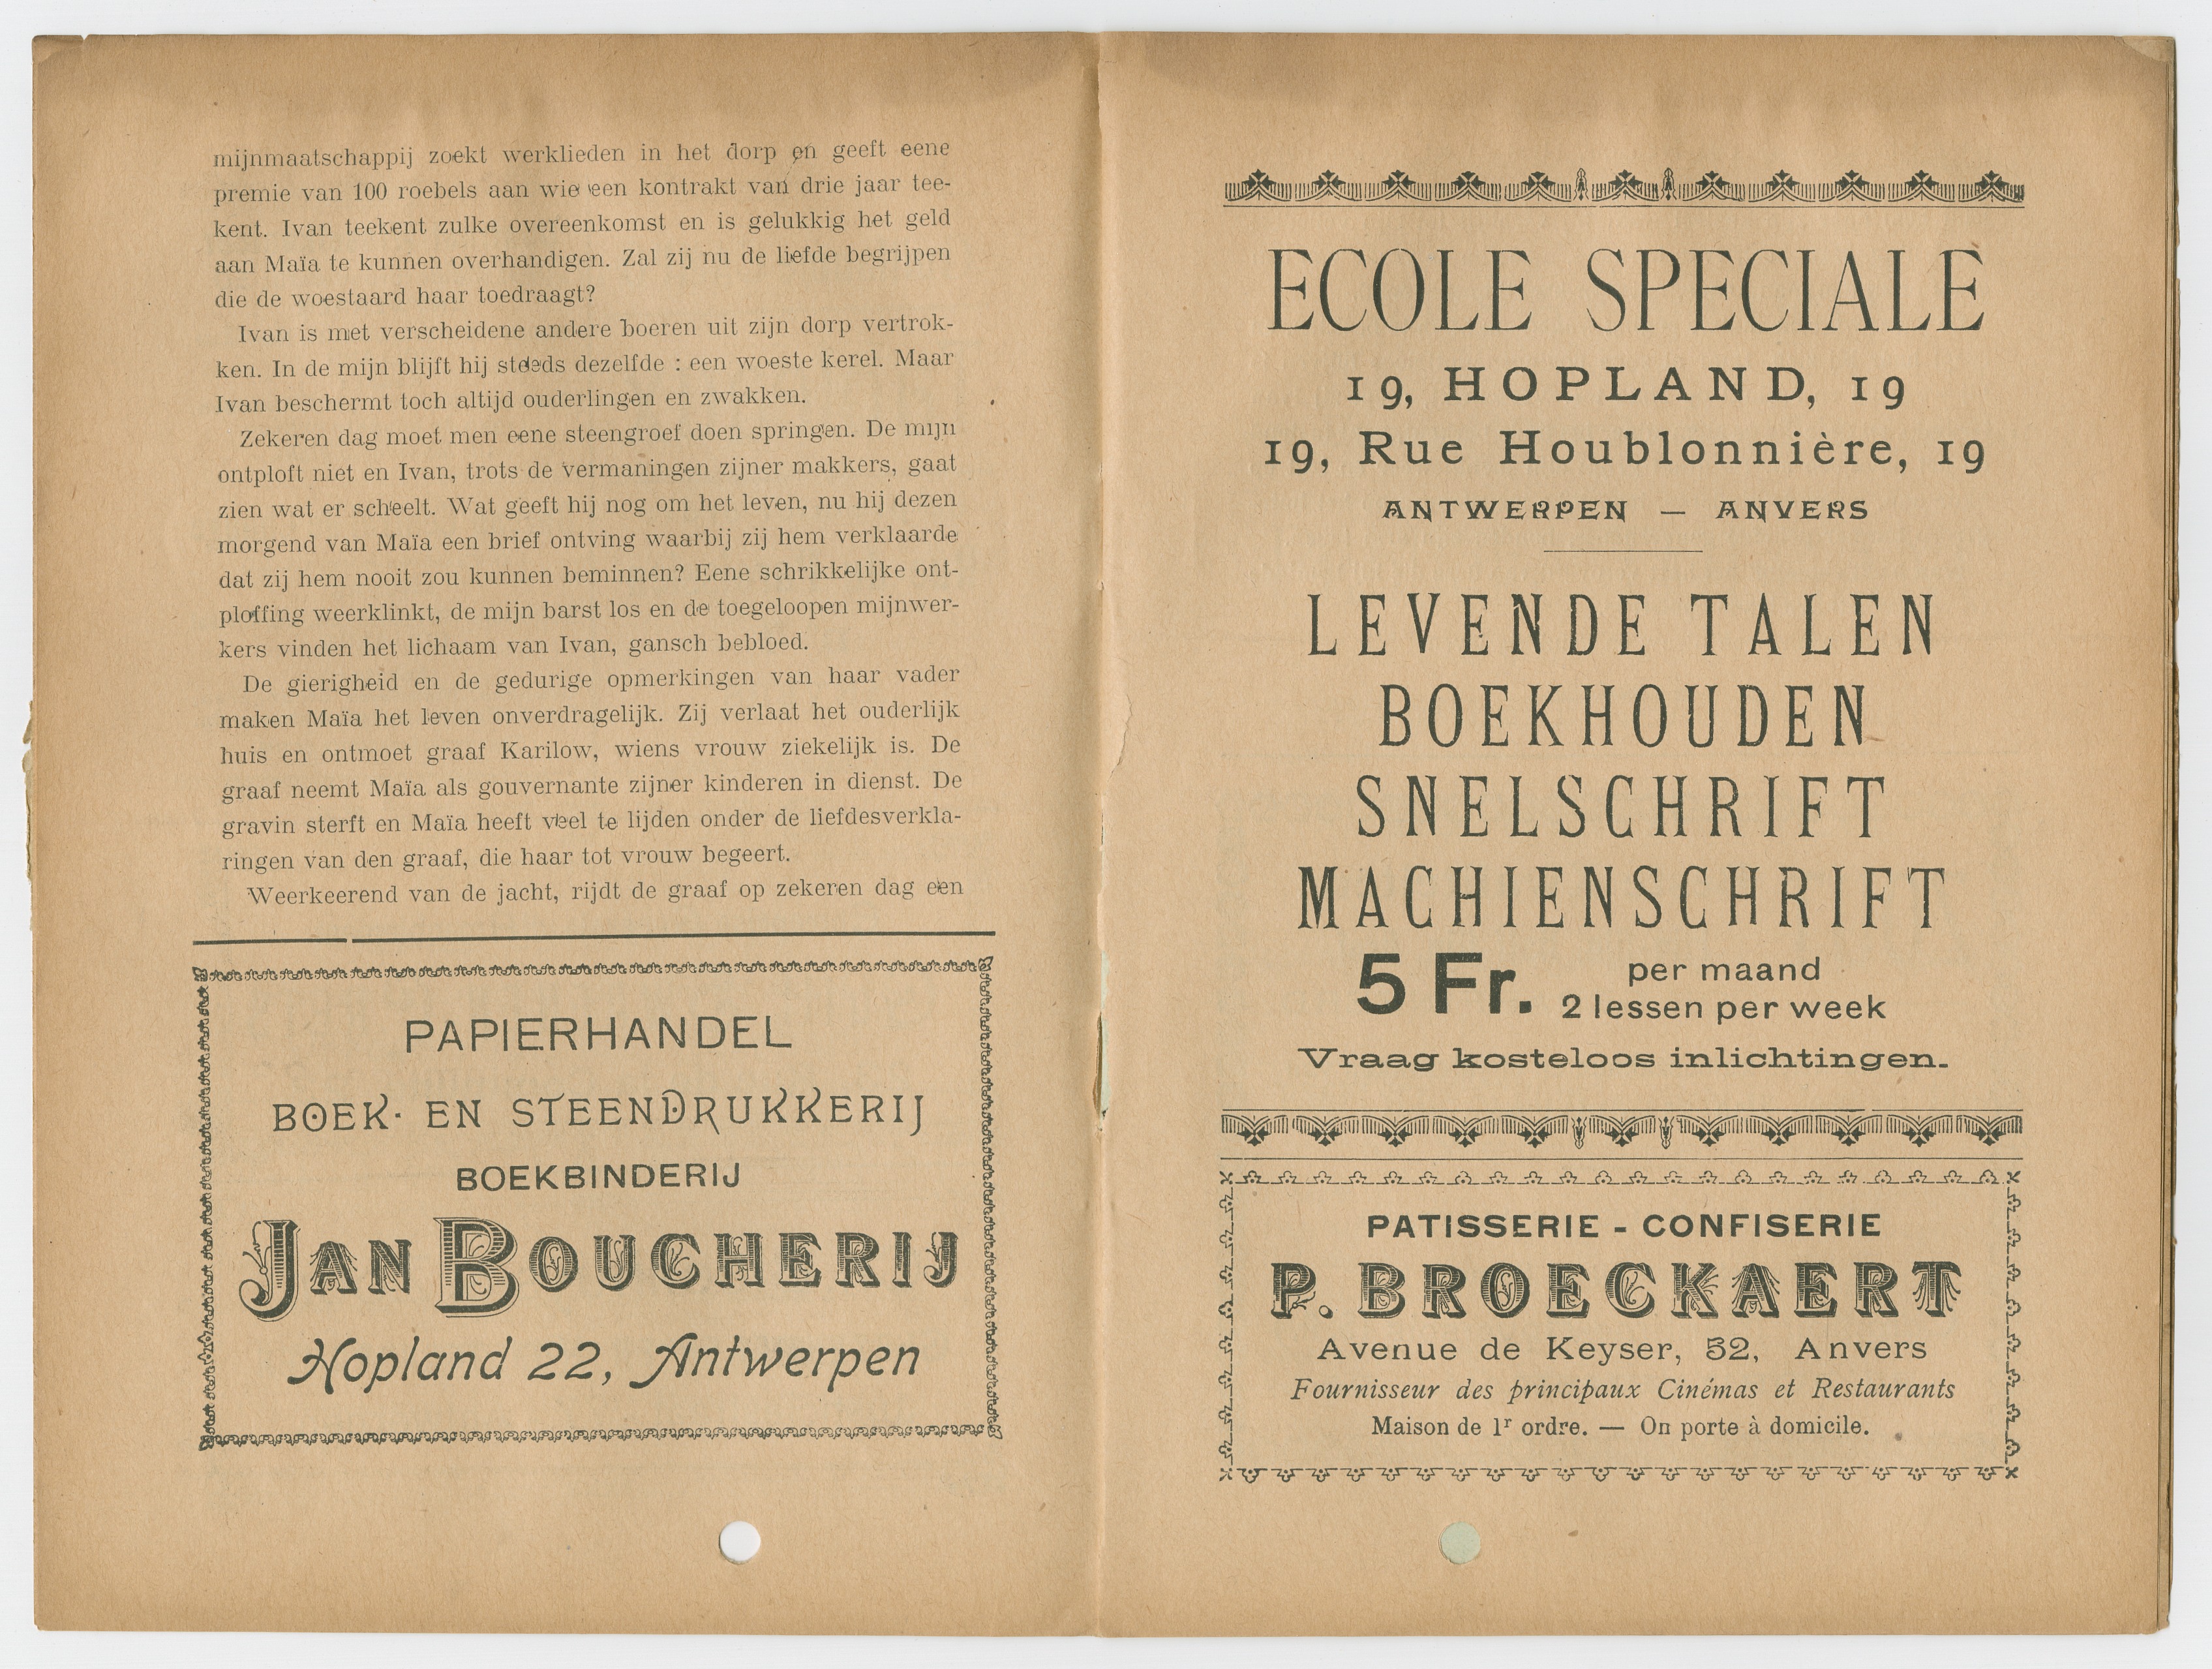 mijnmaatschappij zoekt werklieden in het dorp en geeft eene
premie van 100 roebels aan wie een kontrakt van drie jaar tee-
kent. Ivan teekent zulke overeenkomst en is gelukkig het geld
aan Maïa te kunnen overhandigen. Zal zij nu de liefde begrijpen
die de woestaard haar toedraagt?
Ivan is met verscheidene andere boeren uit zijn dorp vertrok-
ken. In de mijn blijft hij steeds dezelfde : een woeste kerel. Maar
Ivan beschermt toch altijd ouderlingen en zwakken.
Zekeren dag moet men eene steengroef doen springen. De mijn
ontploft niet en Ivan, trots de vermaningen zijner makkers, gaat
zien wat er scheelt. Wat geeft hij nog om het leven, nu hij dezen
morgend van Maïa een brief ontving waarbij zij hem verklaarde
dat zij hem nooit zou kunnen beminnen? Eene schrikkelijke ont-
ploffing weerklinkt, de mijn barst los en de toegeloopen mijnwer-
kers vinden het lichaam van Ivan, gansch bebloed.
De gierigheid en de gedurige opmerkingen van haar vader
maken Maïa het leven onverdragelijk. Zij verlaat het ouderlijk
huis en ontmoet graaf Karilow, wiens vrouw ziekelijk is. De
graaf neemt Maïa als gouvernante zijner kinderen in dienst. De
gravin sterft en Maïa heeft veel te lijden onder de liefdesverkla-
ringen van den graaf, die haar tot vrouw begeert.
Weerkeerend van de jacht, rijdt de graaf op zekeren dag een
PAPIERHANDEL
BOEK- EN STEENDRUKKERIJ
BOEKBINDERIJ
JAN BOUCHERIJ
Hopland 22, Antwerpen
ECOLE SPECIALE
19, HOPLAND, 19
19, Rue Houblonnière, 19
ANTWERPEN — ANVERS
LEVENDE TALEN
BOEKHOUDEN
SNELSCHRIFT
MACHIENSCHRIFT
5 Fr. per maand
2 lessen per week
Vraag kosteloos inlichtingen.
PATISSERIE - CONFISERIE
P. BROECKAERT
Avenue de Keyser, 52, Anvers
Fournisseur des principaux Cinémas et Restaurants
Maison de 1r ordre. — On porte à domicile.